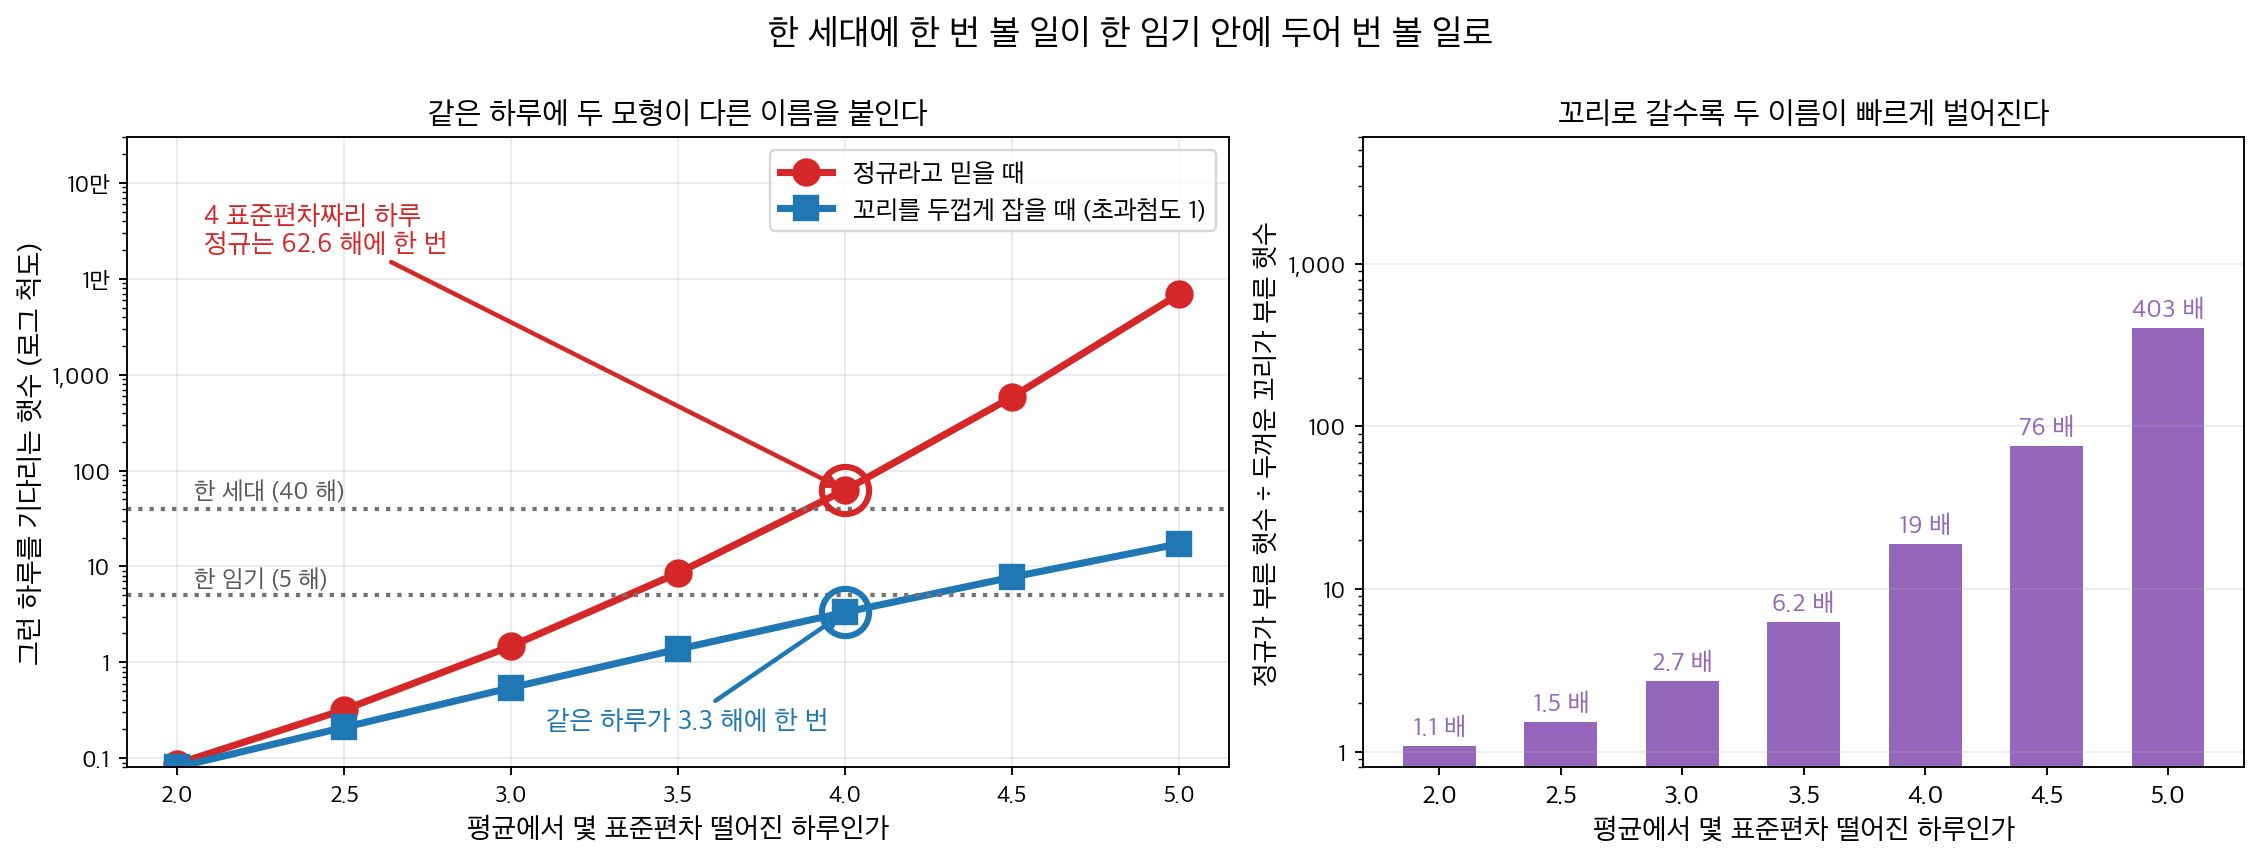 한 세대에 한 번 볼 일이 한 임기 안에 두어 번 볼 일로
같은 하루에 두 모형이 다른 이름을 붙인다
그런 하루를 기다리는 햇수 (로그 척도)
10만
1만
1,000
100
10
1
0.1
정규라고 믿을 때
꼬리를 두껍게 잡을 때 (초과첨도 1)
4 표준편차짜리 하루
정규는 62.6 해에 한 번
한 세대 (40 해)
한 임기 (5 해)
같은 하루가 3.3 해에 한 번
2.0
2.5
3.0
3.5
4.0
4.5
5.0
평균에서 몇 표준편차 떨어진 하루인가
꼬리로 갈수록 두 이름이 빠르게 벌어진다
정규가 부른 햇수 ÷ 두꺼운 꼬리가 부른 햇수
1,000
100
10
1
1.1 배
1.5 배
2.7 배
6.2 배
19 배
76 배
403 배
2.0
2.5
3.0
3.5
4.0
4.5
5.0
평균에서 몇 표준편차 떨어진 하루인가